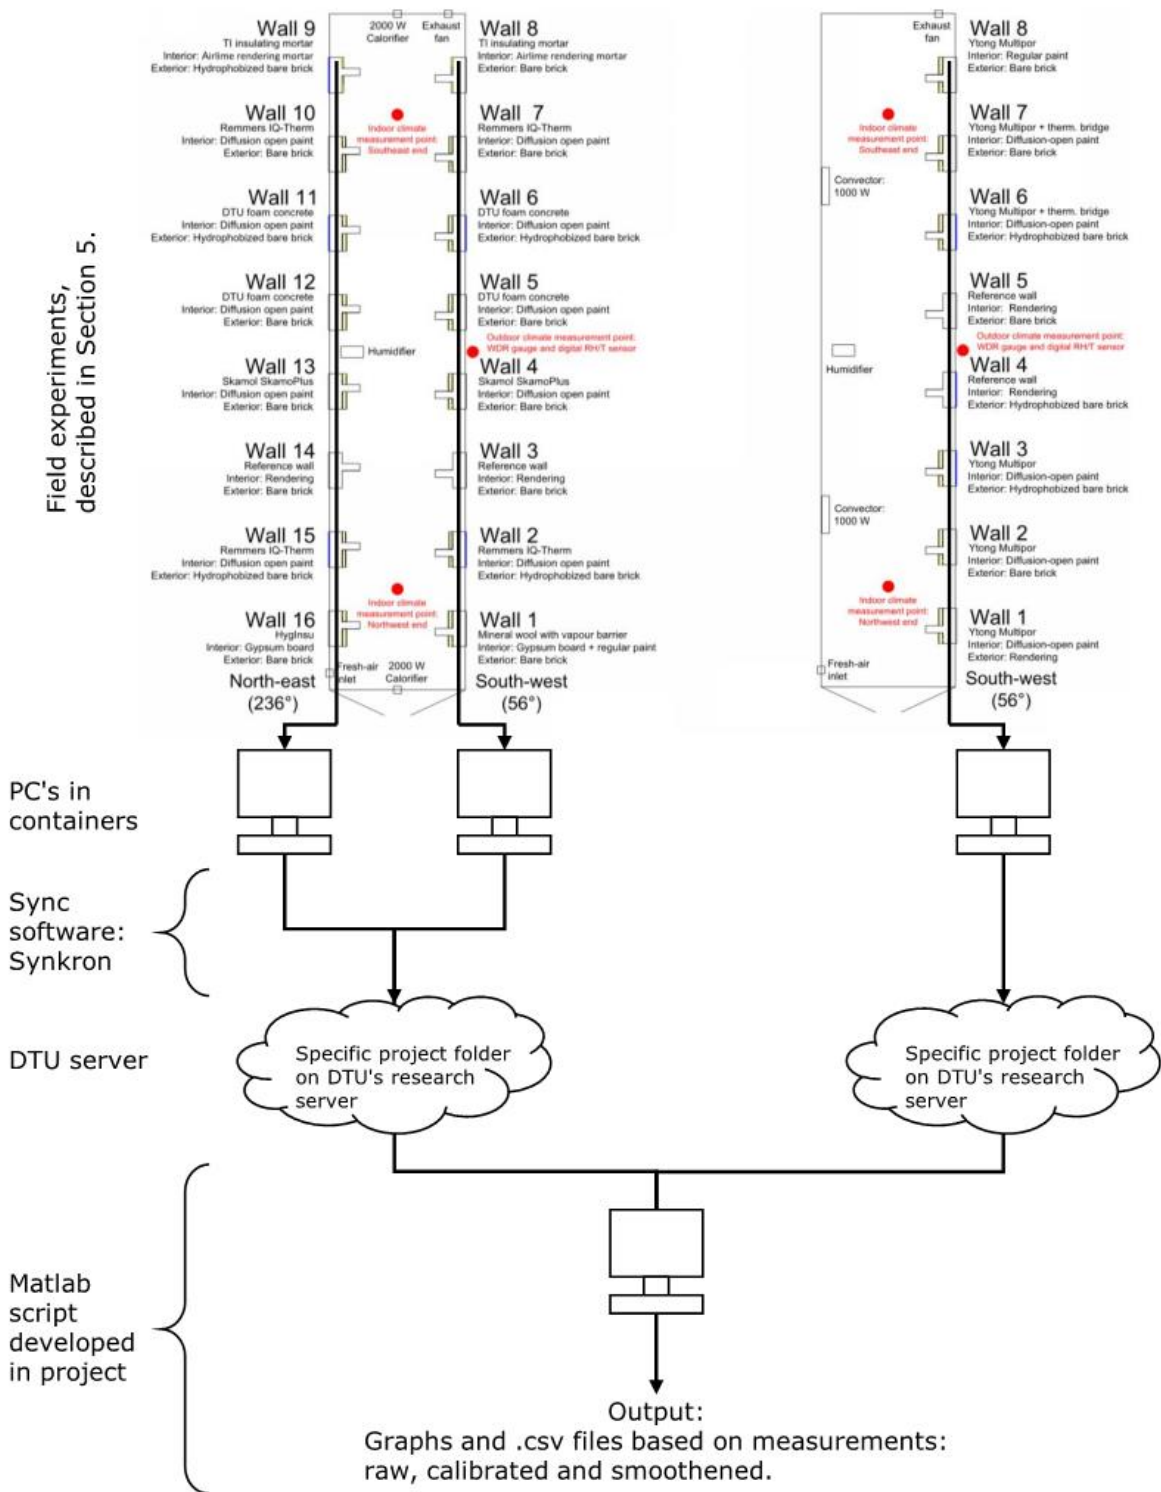 Field experiments,
described in Section 5.
Wall 9
TI insulating mortar
Interior: Airlime rendering mortar
Exterior: Hydrophobized bare brick
Wall 10
Remmers IQ-Therm
Interior: Diffusion open paint
Exterior: Bare brick
Wall 11
DTU foam concrete
Interior: Diffusion open paint
Exterior: Hydrophobized bare brick
Wall 12
DTU foam concrete
Interior: Diffusion open paint
Exterior: Bare brick
Wall 13
Skamol SkamoPlus
Interior: Diffusion open paint
Exterior: Bare brick
Wall 14
Reference wall
Interior: Rendering
Exterior: Bare brick
Wall 15
Remmers IQ-Therm
Interior: Diffusion open paint
Exterior: Hydrophobized bare brick
Wall 16
HygInsu
Interior: Gypsum board
Exterior: Bare brick
North-east
(236°)
2000 W
Calorifier
Exhaust
fan
Indoor climate
measurement point:
Southeast end
Humidifier
Indoor climate
measurement point:
Northwest end
Fresh-air
inlet
2000 W
Calorifier
Wall 8
TI insulating mortar
Interior: Airlime rendering mortar
Exterior: Bare brick
Wall 7
Remmers IQ-Therm
Interior: Diffusion open paint
Exterior: Bare brick
Wall 6
DTU foam concrete
Interior: Diffusion open paint
Exterior: Hydrophobized bare brick
Wall 5
DTU foam concrete
Interior: Diffusion open paint
Exterior: Bare brick
Outdoor climate measurement point:
WDR gauge and digital RH/T sensor
Wall 4
Skamol SkamoPlus
Interior: Diffusion open paint
Exterior: Bare brick
Wall 3
Reference wall
Interior: Rendering
Exterior: Bare brick
Wall 2
Remmers IQ-Therm
Interior: Diffusion open paint
Exterior: Hydrophobized bare brick
Wall 1
Mineral wool with vapour barrier
Interior: Gypsum board + regular paint
Exterior: Bare brick
South-west
(56°)
Exhaust
fan
Indoor climate
measurement point:
Southeast end
Convector:
1000 W
Humidifier
Convector:
1000 W
Indoor climate
measurement point:
Northwest end
Fresh-air
inlet
Wall 8
Ytong Multipor
Interior: Regular paint
Exterior: Bare brick
Wall 7
Ytong Multipor + therm. bridge
Interior: Diffusion-open paint
Exterior: Bare brick
Wall 6
Ytong Multipor + therm. bridge
Interior: Diffusion-open paint
Exterior: Hydrophobized bare brick
Wall 5
Reference wall
Interior: Rendering
Exterior: Bare brick
Outdoor climate measurement point:
WDR gauge and digital RH/T sensor
Wall 4
Reference wall
Interior: Rendering
Exterior: Hydrophobized bare brick
Wall 3
Ytong Multipor
Interior: Diffusion-open paint
Exterior: Hydrophobized bare brick
Wall 2
Ytong Multipor
Interior: Diffusion-open paint
Exterior: Bare brick
Wall 1
Ytong Multipor
Interior: Diffusion-open paint
Exterior: Rendering
South-west
(56°)
PC's in
containers
Sync
software:
Synkron
DTU server
Specific project folder
on DTU's research
server
Specific project folder
on DTU's research
server
Matlab
script
developed
in project
Output:
Graphs and .csv files based on measurements:
raw, calibrated and smoothened.